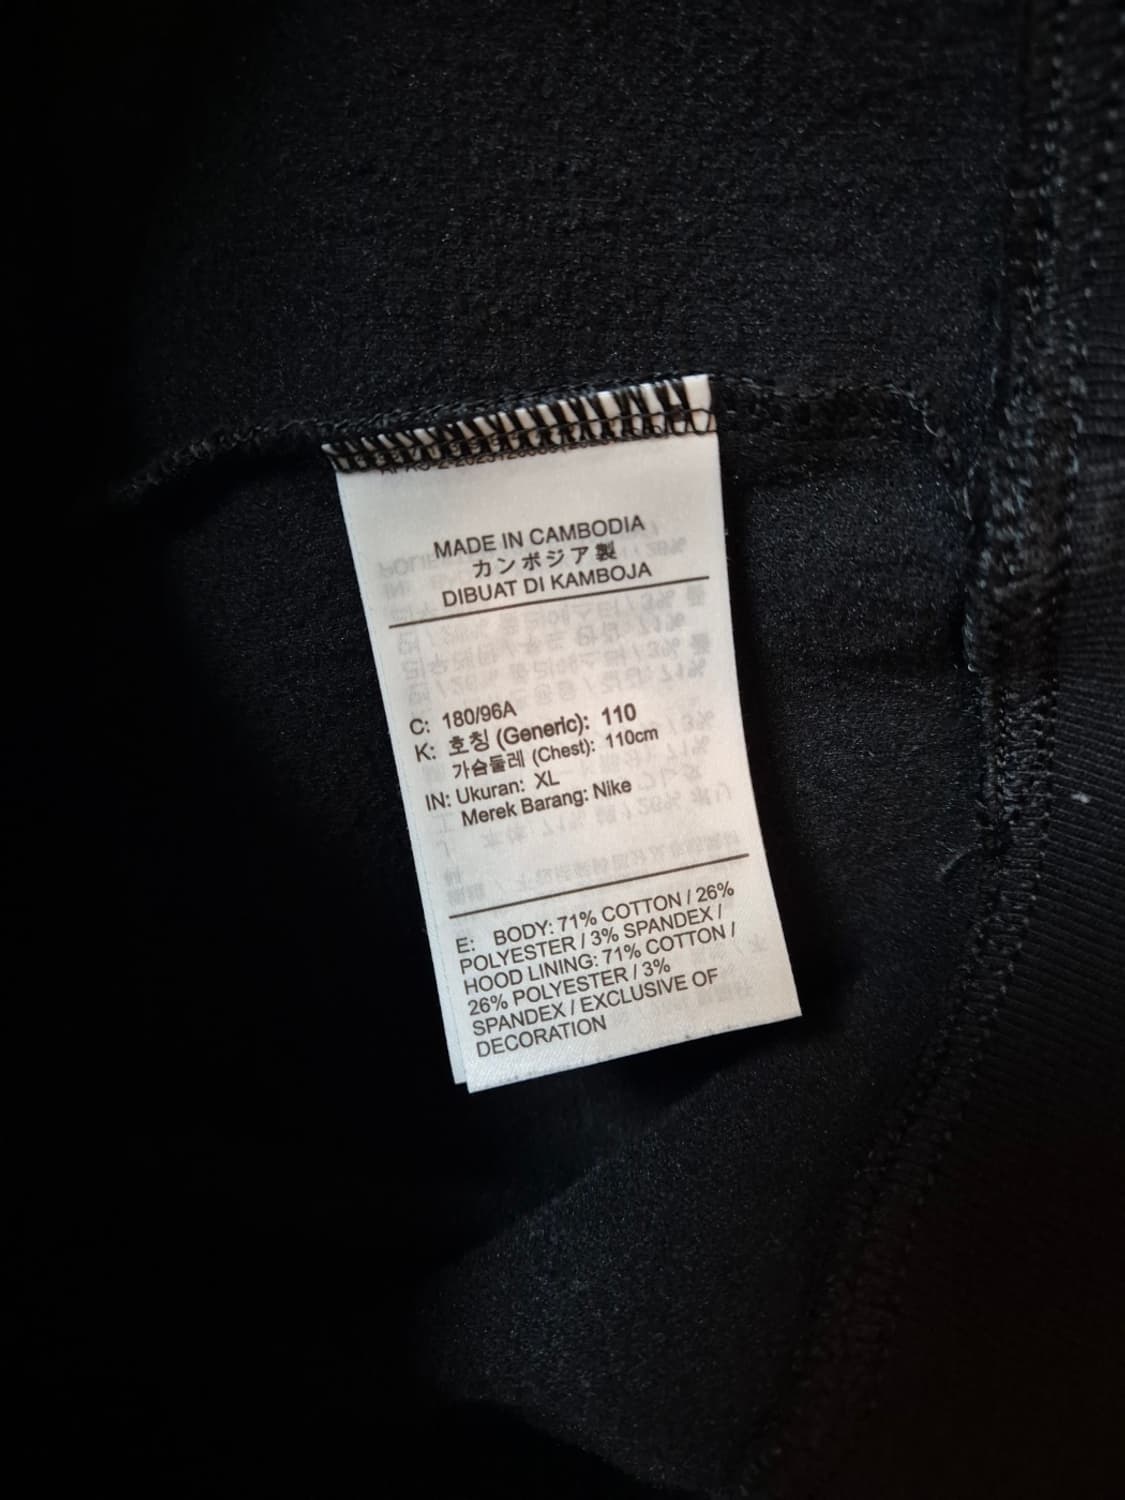 MADE IN CAMBODIA
カンボジア製
DIBUAT DI KAMBOJA
C: 180/96A
K: 호칭 (Generic): 110
가슴둘레 (Chest): 110cm
IN: Ukuran: XL
Merek Barang: Nike
E: BODY: 71% COTTON / 26%
POLYESTER / 3% SPANDEX /
HOOD LINING: 71% COTTON /
26% POLYESTER / 3%
SPANDEX / EXCLUSIVE OF
DECORATION